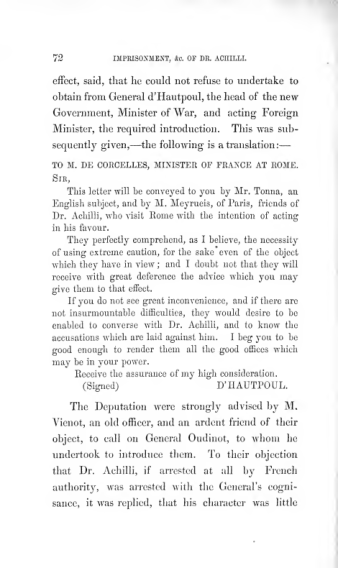 72 IMPRISONMENT, &c. OF DR. ACHILLI.
effect, said, that he could not refuse to undertake to
obtain from General d'Hautpoul, the head of the new
Government, Minister of War, and acting Foreign
Minister, the required introduction. This was sub-
sequently given,—the following is a translation:—
TO M. DE CORCELLES, MINISTER OF FRANCE AT ROME.
SIR,
This letter will be conveyed to you by Mr. Tonna, an
English subject, and by M. Meyrueis, of Paris, friends of
Dr. Achilli, who visit Rome with the intention of acting
in his favour.
They perfectly comprehend, as I believe, the necessity
of using extreme caution, for the sake even of the object
which they have in view; and I doubt not that they will
receive with great deference the advice which you may
give them to that effect.
If you do not see great inconvenience, and if there are
not insurmountable difficulties, they would desire to be
enabled to converse with Dr. Achilli, and to know the
accusations which are laid against him. I beg you to be
good enough to render them all the good offices which
may be in your power.
Receive the assurance of my high consideration.
(Signed) D'HAUTPOUL.
The Deputation were strongly advised by M.
Vienot, an old officer, and an ardent friend of their
object, to call on General Oudinot, to whom he
undertook to introduce them. To their objection
that Dr. Achilli, if arrested at all by French
authority, was arrested with the General's cogni-
sance, it was replied, that his character was little